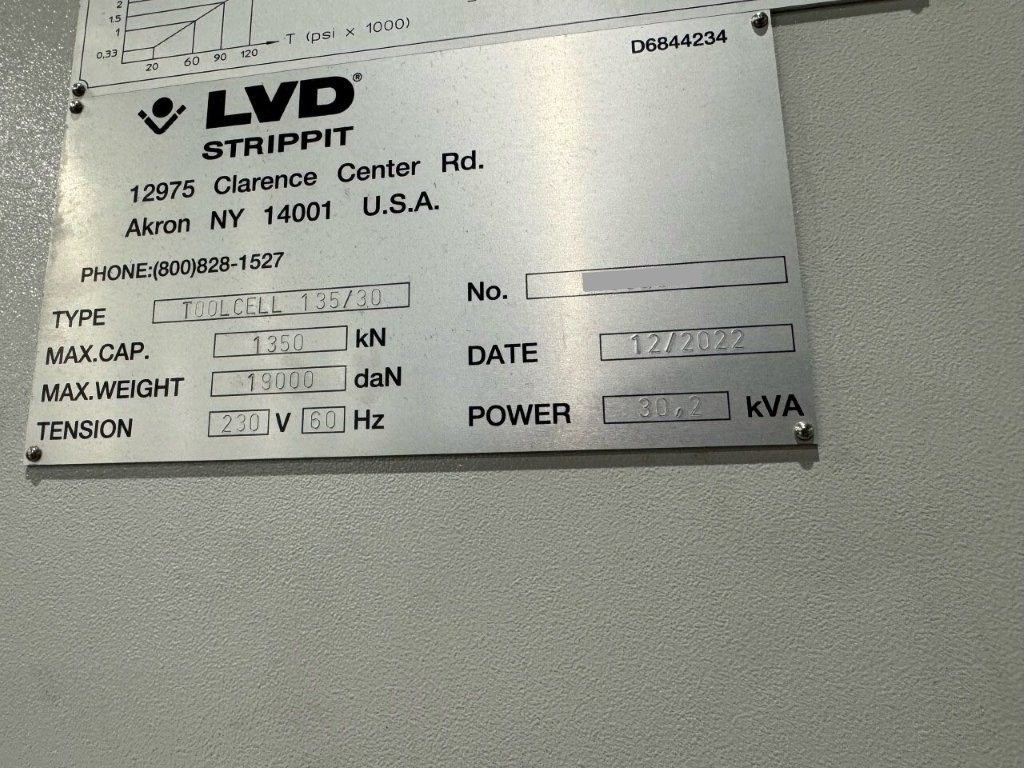 2
1.5
1
0,33
20 60 90 120 T (psi x 1000)
D6844234
LVD®
STRIPPIT
12975 Clarence Center Rd.
Akron NY 14001 U.S.A.
PHONE:(800)828-1527
TYPE TOOLCELL 135/30 No.
MAX.CAP. 1350 kN DATE 12/2022
MAX.WEIGHT 19000 daN
TENSION 230 V 60 Hz POWER 30,2 kVA